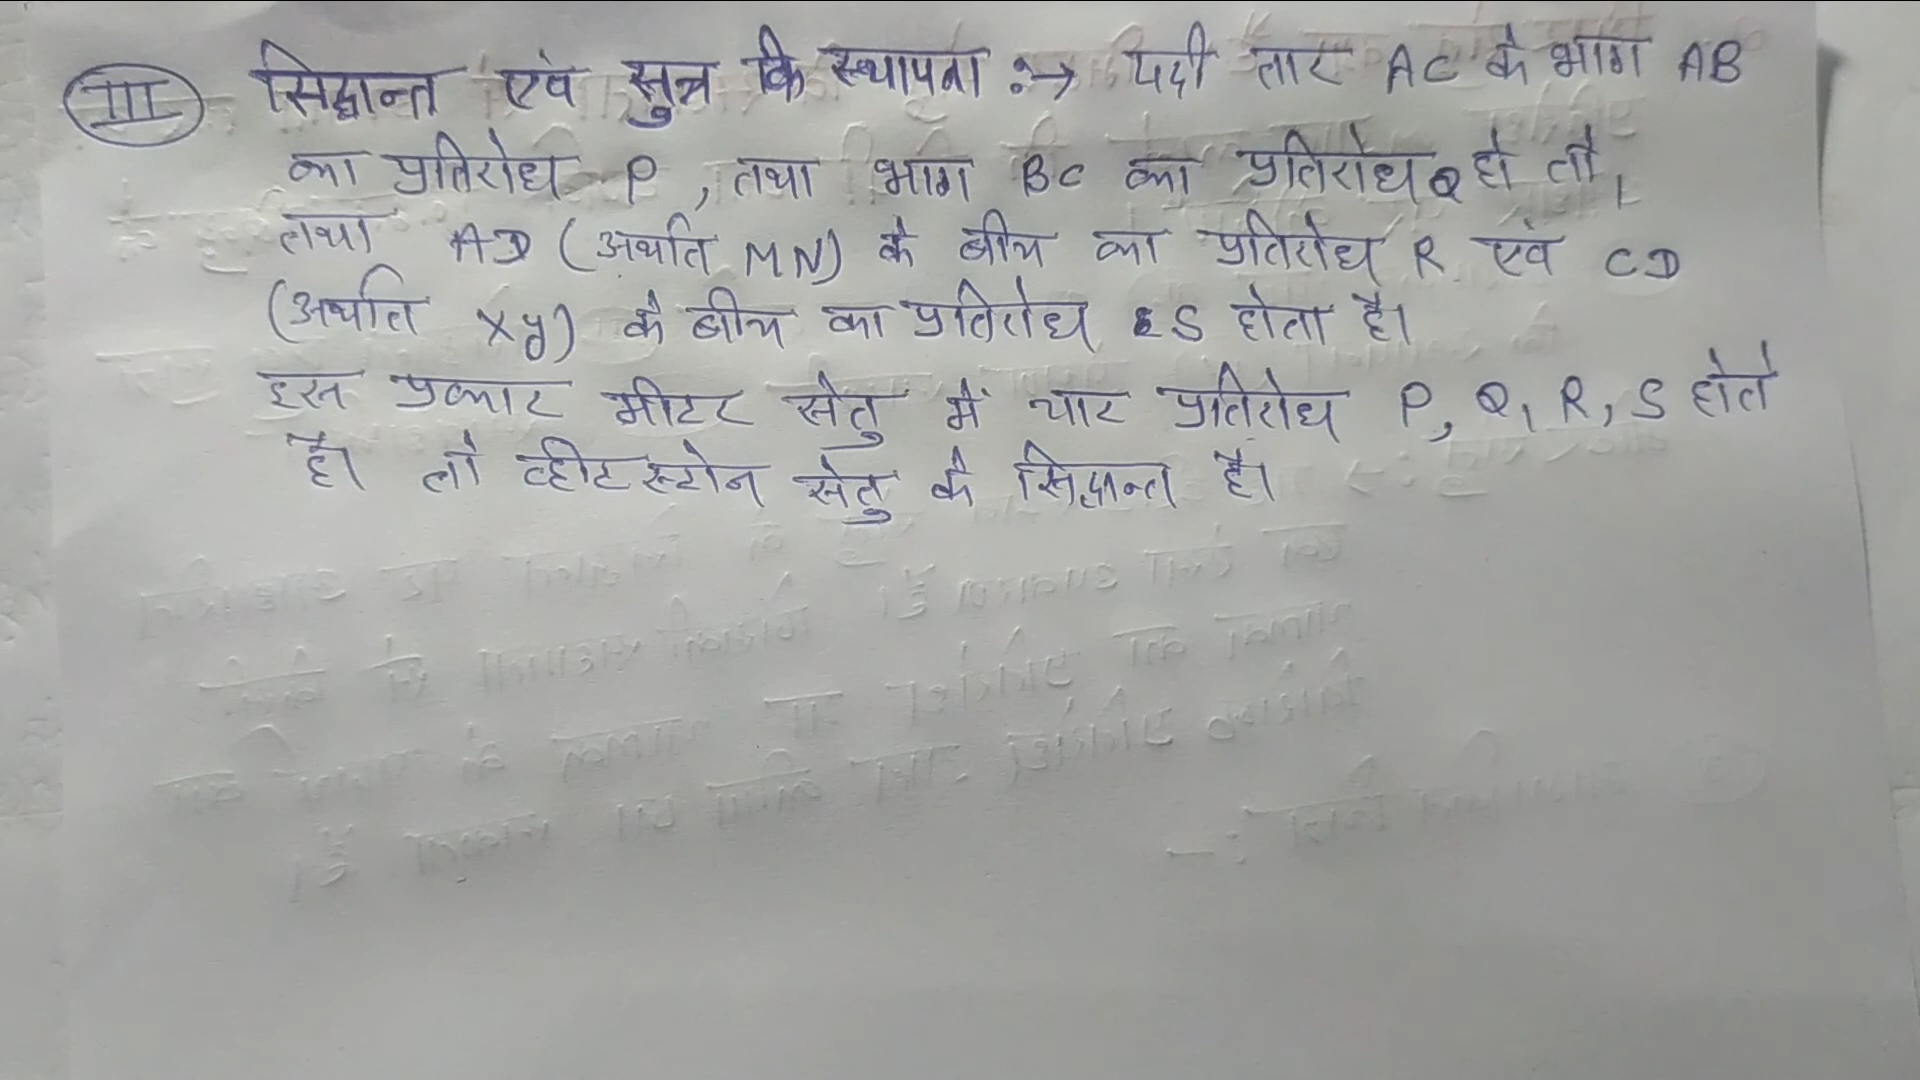 III सिद्धान्त एवं सुत्र कि स्थापना :→ यदी तार AC के भाग AB
का प्रतिरोध P , तथा भाग BC का प्रतिरोध Q हो तो,
तथा AD (अर्थात MN) के बीच का प्रतिरोध R एवं CD
(अर्थात xy) के बीच का प्रतिरोध S होता है।
इस प्रकार मीटर सेतु में चार प्रतिरोध P, Q, R, S होते
है। तो व्हीटस्टोन सेतु के सिद्धान्त है।